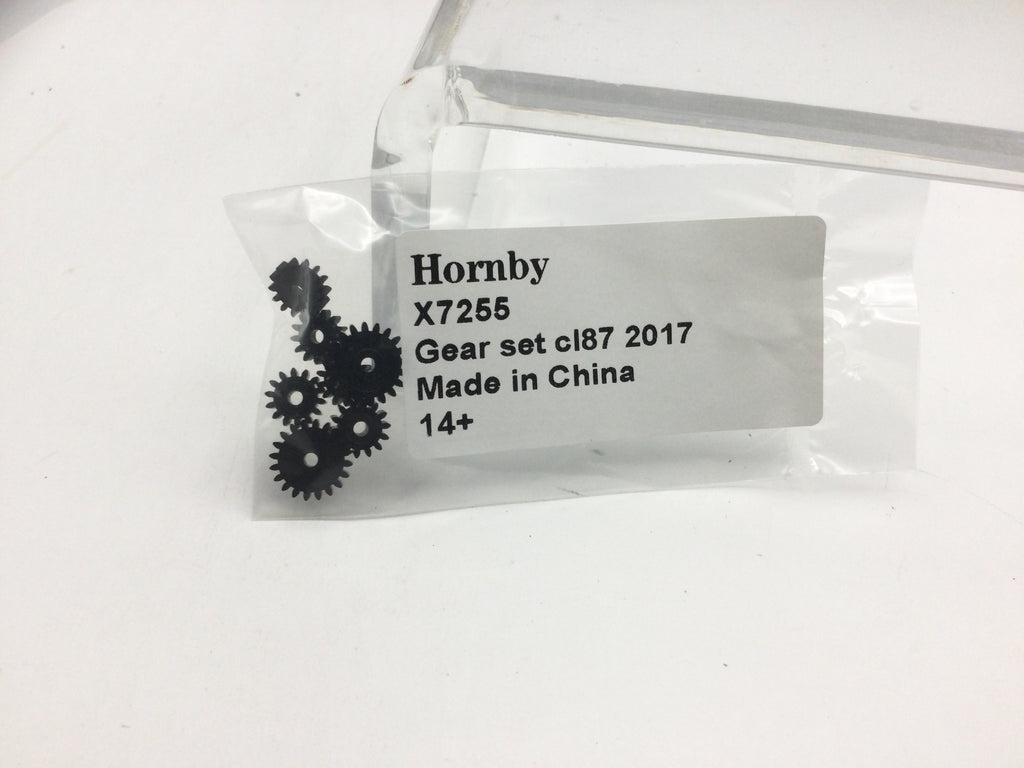 Hornby
X7255
Gear set cl87 2017
Made in China
14+